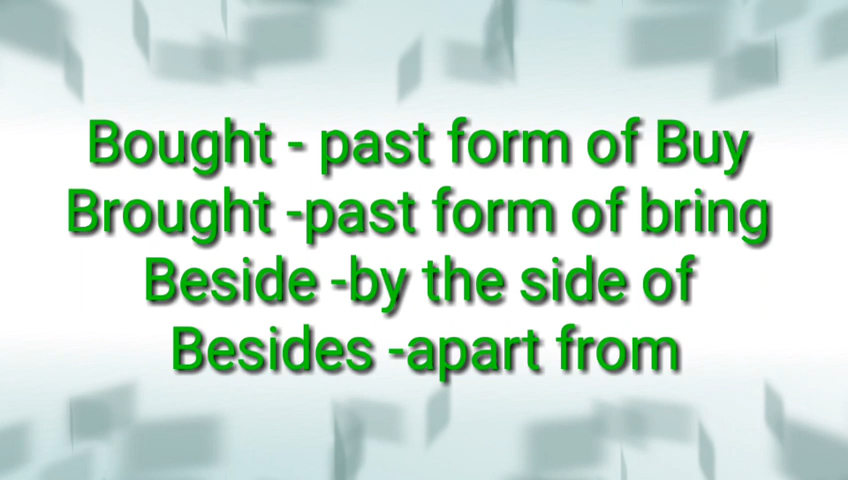 Bought - past form of Buy
Brought -past form of bring
Beside -by the side of
Besides -apart from